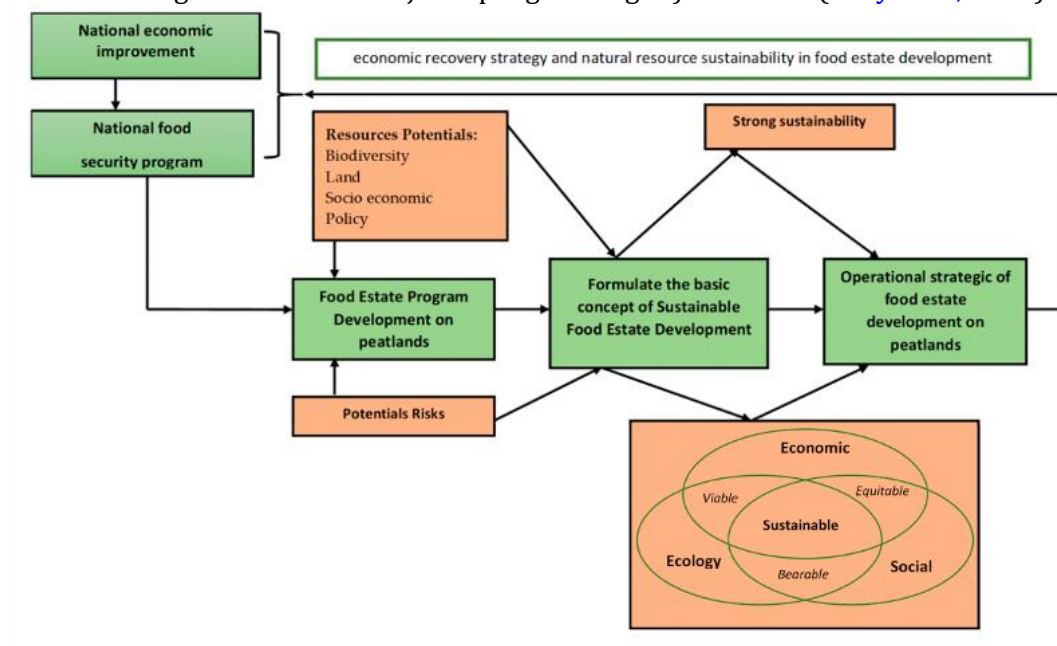 National economic
improvement
economic recovery strategy and natural resource sustainability in food estate development
National food
security program
Resources Potentials:
Biodiversity
Land
Socio economic
Policy
Strong sustainability
Food Estate Program
Development on
peatlands
Formulate the basic
concept of Sustainable
Food Estate Development
Operational strategic of
food estate
development on
peatlands
Potentials Risks
Economic
Viable
Equitable
Sustainable
Ecology
Social
Bearable